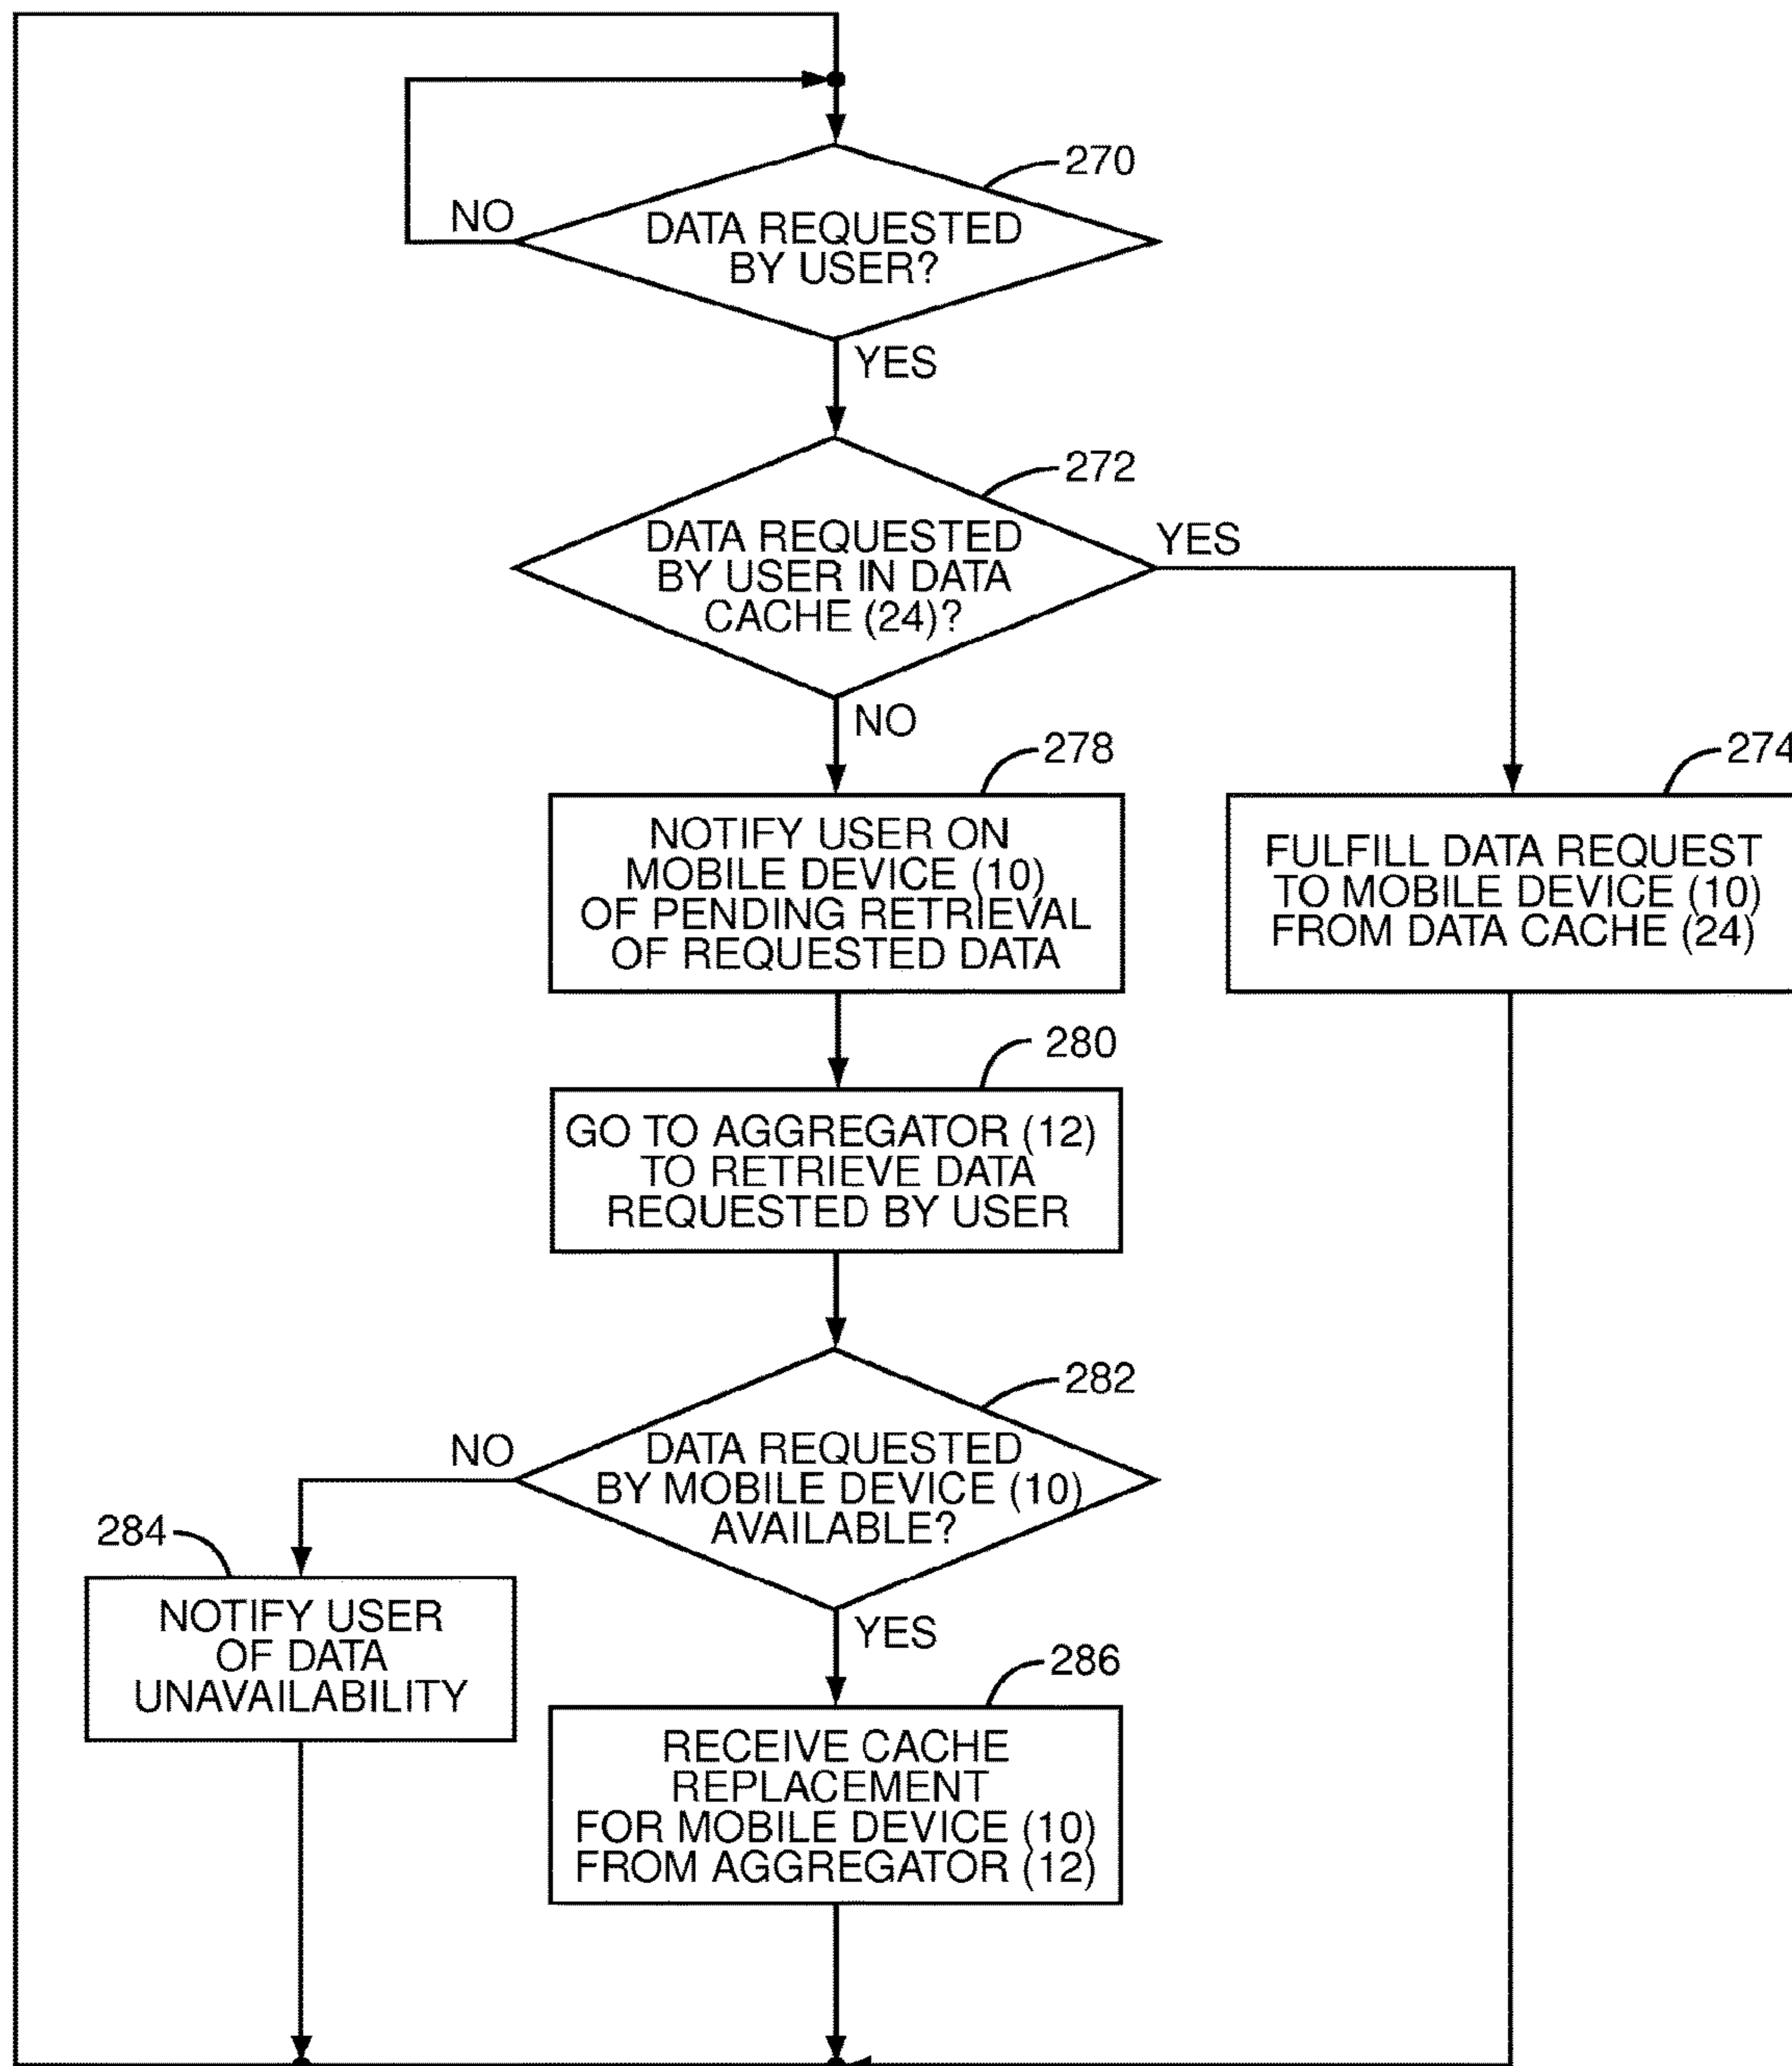 270
NO
DATA REQUESTED
BY USER?
YES
272
DATA REQUESTED
BY USER IN DATA
CACHE (24)?
YES
NO
278
NOTIFY USER ON
MOBILE DEVICE (10)
OF PENDING RETRIEVAL
OF REQUESTED DATA
274
FULFILL DATA REQUEST
TO MOBILE DEVICE (10)
FROM DATA CACHE (24)
280
GO TO AGGREGATOR (12)
TO RETRIEVE DATA
REQUESTED BY USER
282
NO
DATA REQUESTED
BY MOBILE DEVICE (10)
AVAILABLE?
284
NOTIFY USER
OF DATA
UNAVAILABILITY
YES
286
RECEIVE CACHE
REPLACEMENT
FOR MOBILE DEVICE (10)
FROM AGGREGATOR (12)